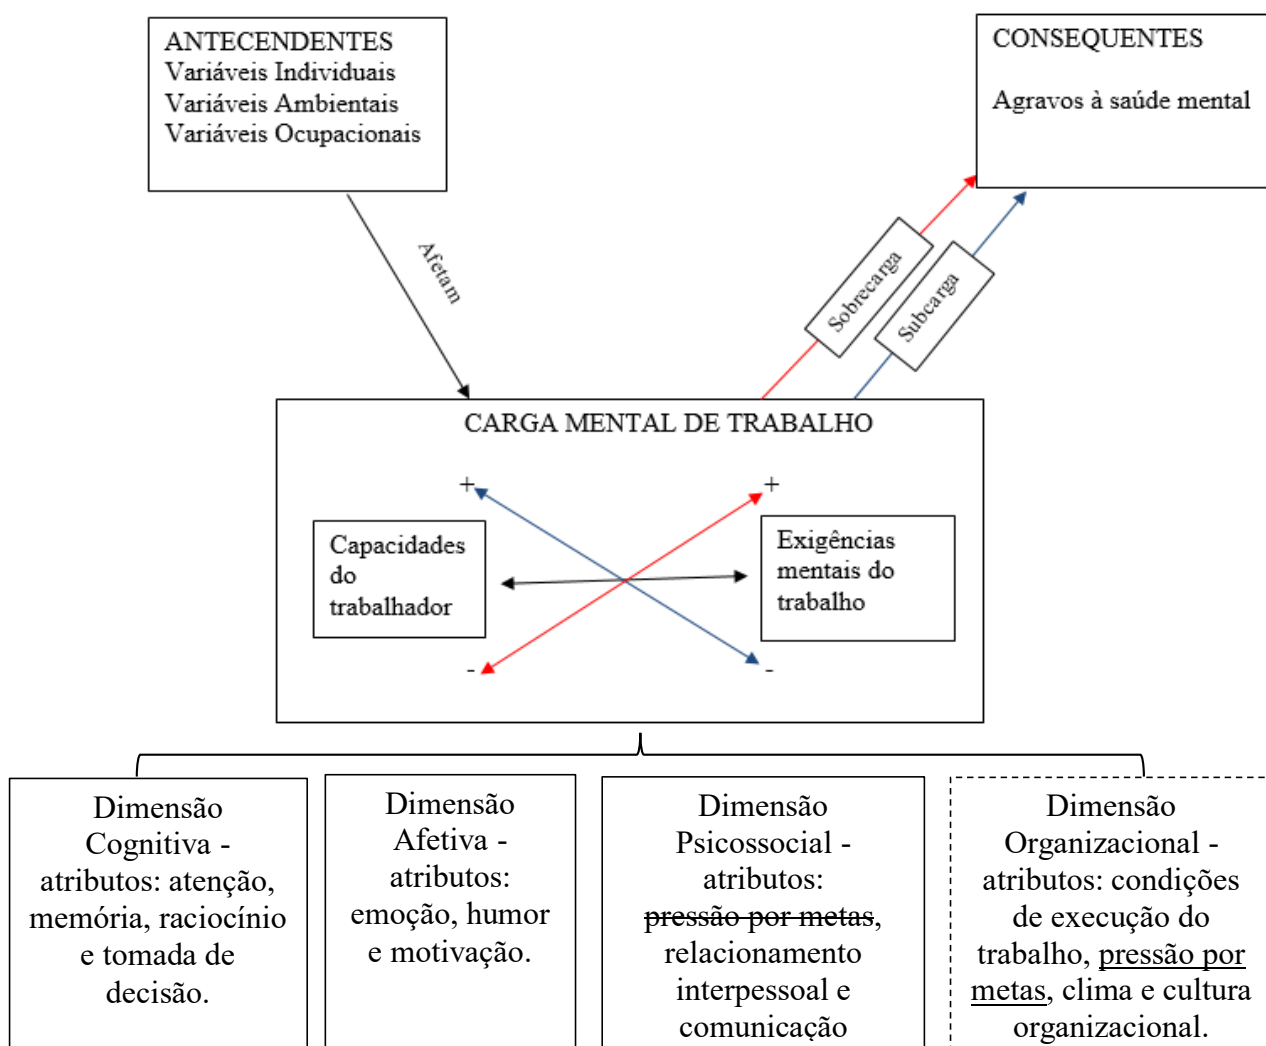 ANTECENDENTES
Variáveis Individuais
Variáveis Ambientais
Variáveis Ocupacionais
CONSEQUENTES
Agravos à saúde mental
Afetam
Sobrecarga
Subcarga
CARGA MENTAL DE TRABALHO
+
+
Capacidades
do
trabalhador
Exigências
mentais do
trabalho
-
-
Dimensão
Cognitiva -
atributos: atenção,
memória, raciocínio
e tomada de
decisão.
Dimensão
Afetiva -
atributos:
emoção, humor
e motivação.
Dimensão
Psicossocial -
atributos:
pressão por metas,
relacionamento
interpessoal e
comunicação
Dimensão
Organizacional -
atributos: condições
de execução do
trabalho, pressão por
metas, clima e cultura
organizacional.